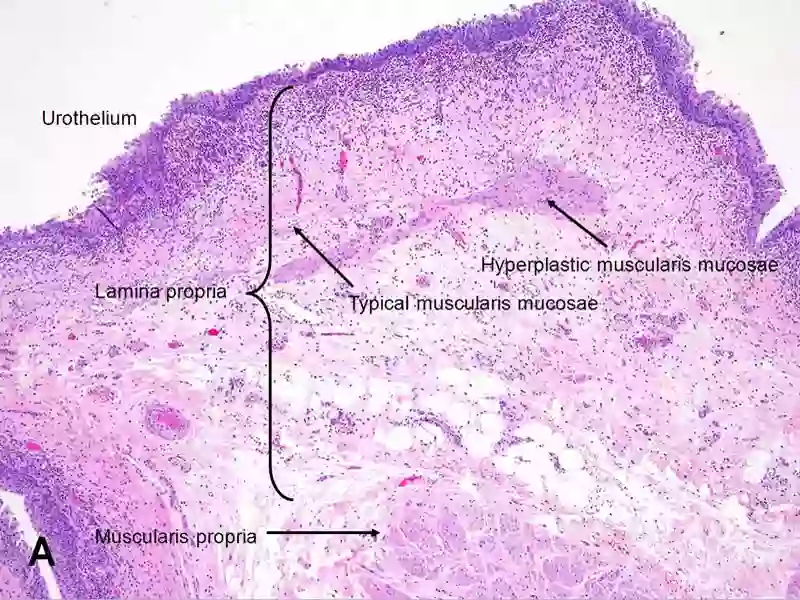 Urothelium
Hyperplastic muscularis mucosae
Lamina propria
Typical muscularis mucosae
Muscularis propria
A